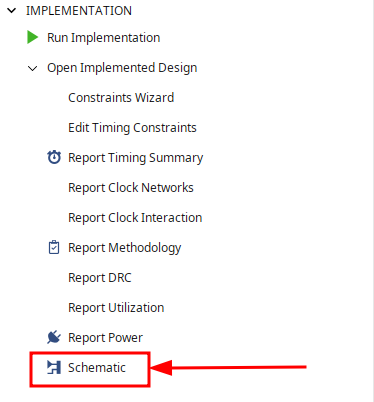 IMPLEMENTATION
Run Implementation
Open Implemented Design
Constraints Wizard
Edit Timing Constraints
Report Timing Summary
Report Clock Networks
Report Clock Interaction
Report Methodology
Report DRC
Report Utilization
Report Power
Schematic